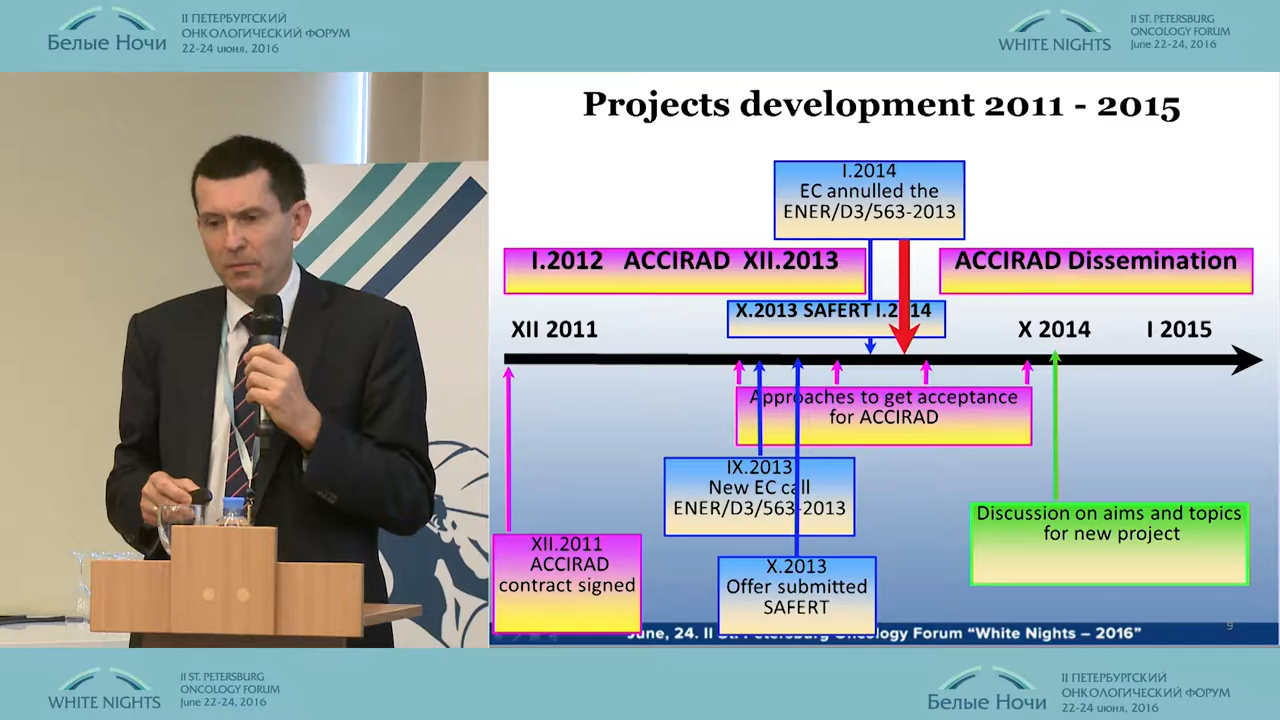 II ПЕТЕРБУРГСКИЙ
ОНКОЛОГИЧЕСКИЙ ФОРУМ
Белые Ночи
22-24 июня, 2016
II ST. PETERSBURG
ONCOLOGY FORUM
WHITE NIGHTS
June 22-24, 2016
Projects development 2011 - 2015
I.2014
EC annulled the
ENER/D3/563-2013
I.2012 ACCIRAD XII.2013
ACCIRAD Dissemination
X.2013 SAFERT I.2014
XII 2011
X 2014
I 2015
Approaches to get acceptance
for ACCIRAD
IX.2013
New EC call
ENER/D3/563-2013
Discussion on aims and topics
for new project
XII.2011
ACCIRAD
contract signed
X.2013
Offer submitted
SAFERT
June, 24. II St. Petersburg Oncology Forum “White Nights – 2016”
9
II ST. PETERSBURG
ONCOLOGY FORUM
WHITE NIGHTS
June 22-24, 2016
II ПЕТЕРБУРГСКИЙ
ОНКОЛОГИЧЕСКИЙ ФОРУМ
Белые Ночи
22-24 июня, 2016